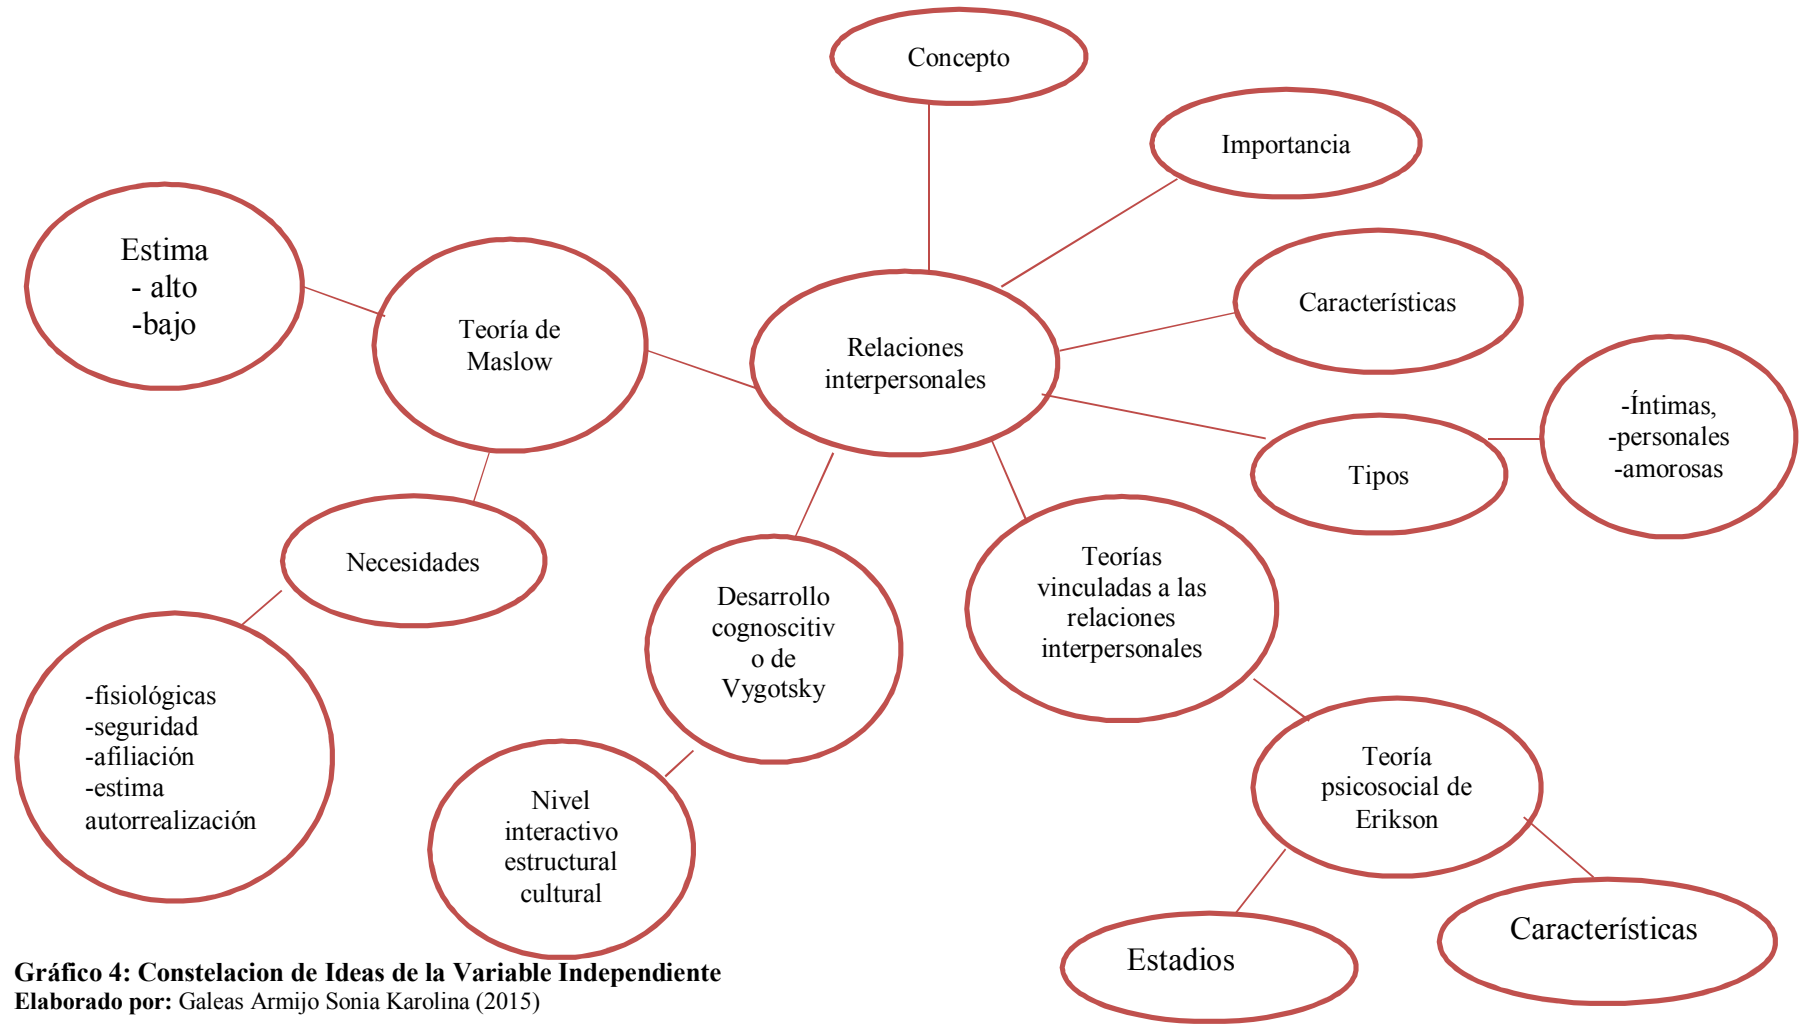 Concepto
Importancia
Estima
- alto
-bajo
Teoría de
Maslow
Relaciones
interpersonales
Características
-Íntimas,
-personales
-amorosas
Tipos
Necesidades
Desarrollo
cognoscitiv
o de
Vygotsky
Teorías
vinculadas a las
relaciones
interpersonales
-fisiológicas
-seguridad
-afiliación
-estima
autorrealización
Nivel
interactivo
estructural
cultural
Teoría
psicosocial de
Erikson
Estadios
Características
Gráfico 4: Constelacion de Ideas de la Variable Independiente
Elaborado por: Galeas Armijo Sonia Karolina (2015)